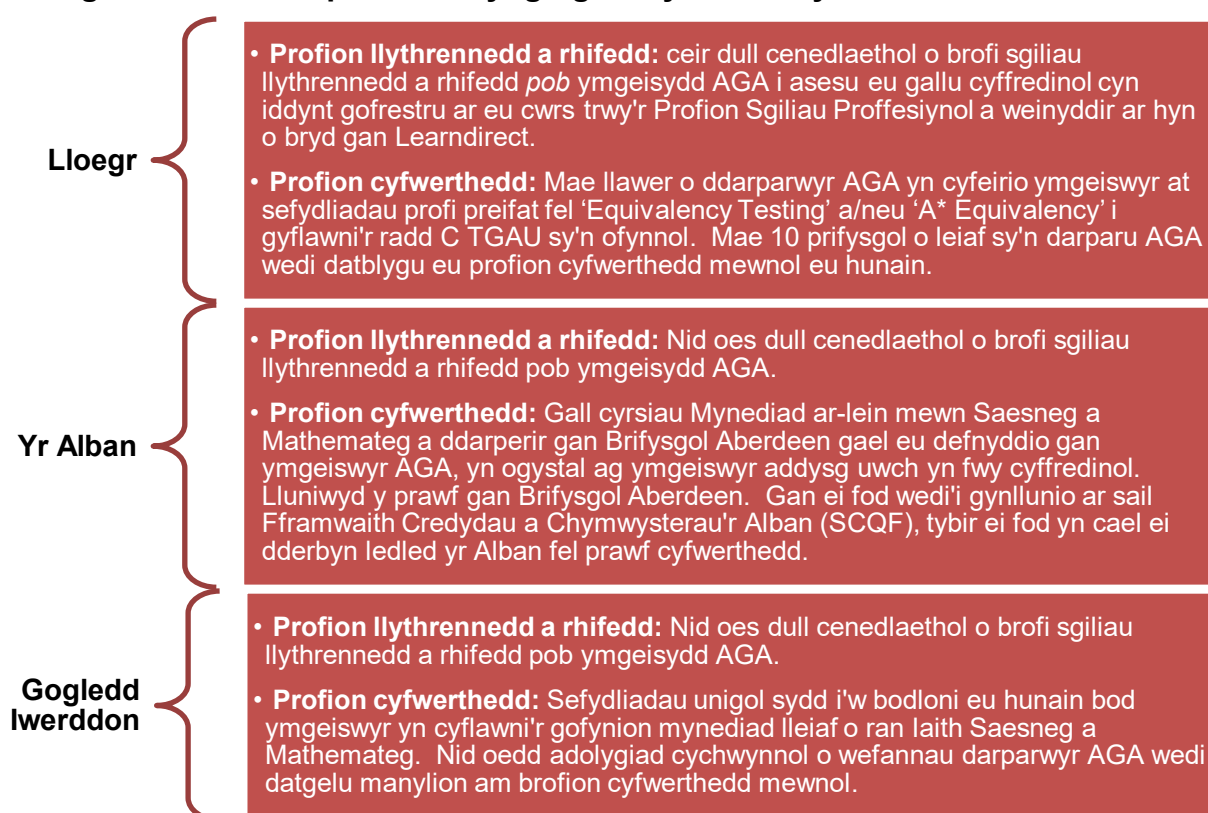 Lloegr
• Profion llythrennedd a rhifedd: ceir dull cenedlaethol o brofi sgiliau
llythrennedd a rhifedd pob ymgeisydd AGA i asesu eu gallu cyffredinol cyn
iddynt gofrestru ar eu cwrs trwy'r Profion Sgiliau Proffesiynol a weinyddir ar hyn
o bryd gan Learndirect.
• Profion cyfwerthedd: Mae llawer o ddarparwyr AGA yn cyfeirio ymgeiswyr at
sefydliadau profi preifat fel ‘Equivalency Testing’ a/neu ‘A* Equivalency’ i
gyflawni'r radd C TGAU sy'n ofynnol. Mae 10 prifysgol o leiaf sy'n darparu AGA
wedi datblygu eu profion cyfwerthedd mewnol eu hunain.
Yr Alban
• Profion llythrennedd a rhifedd: Nid oes dull cenedlaethol o brofi sgiliau
llythrennedd a rhifedd pob ymgeisydd AGA.
• Profion cyfwerthedd: Gall cyrsiau Mynediad ar-lein mewn Saesneg a
Mathemateg a ddarperir gan Brifysgol Aberdeen gael eu defnyddio gan
ymgeiswyr AGA, yn ogystal ag ymgeiswyr addysg uwch yn fwy cyffredinol.
Lluniwyd y prawf gan Brifysgol Aberdeen. Gan ei fod wedi'i gynllunio ar sail
Fframwaith Credydau a Chymwysterau'r Alban (SCQF), tybir ei fod yn cael ei
dderbyn ledled yr Alban fel prawf cyfwerthedd.
Gogledd
Iwerddon
• Profion llythrennedd a rhifedd: Nid oes dull cenedlaethol o brofi sgiliau
llythrennedd a rhifedd pob ymgeisydd AGA.
• Profion cyfwerthedd: Sefydliadau unigol sydd i'w bodloni eu hunain bod
ymgeiswyr yn cyflawni'r gofynion mynediad lleiaf o ran Iaith Saesneg a
Mathemateg. Nid oedd adolygiad cychwynnol o wefannau darparwyr AGA wedi
datgelu manylion am brofion cyfwerthedd mewnol.